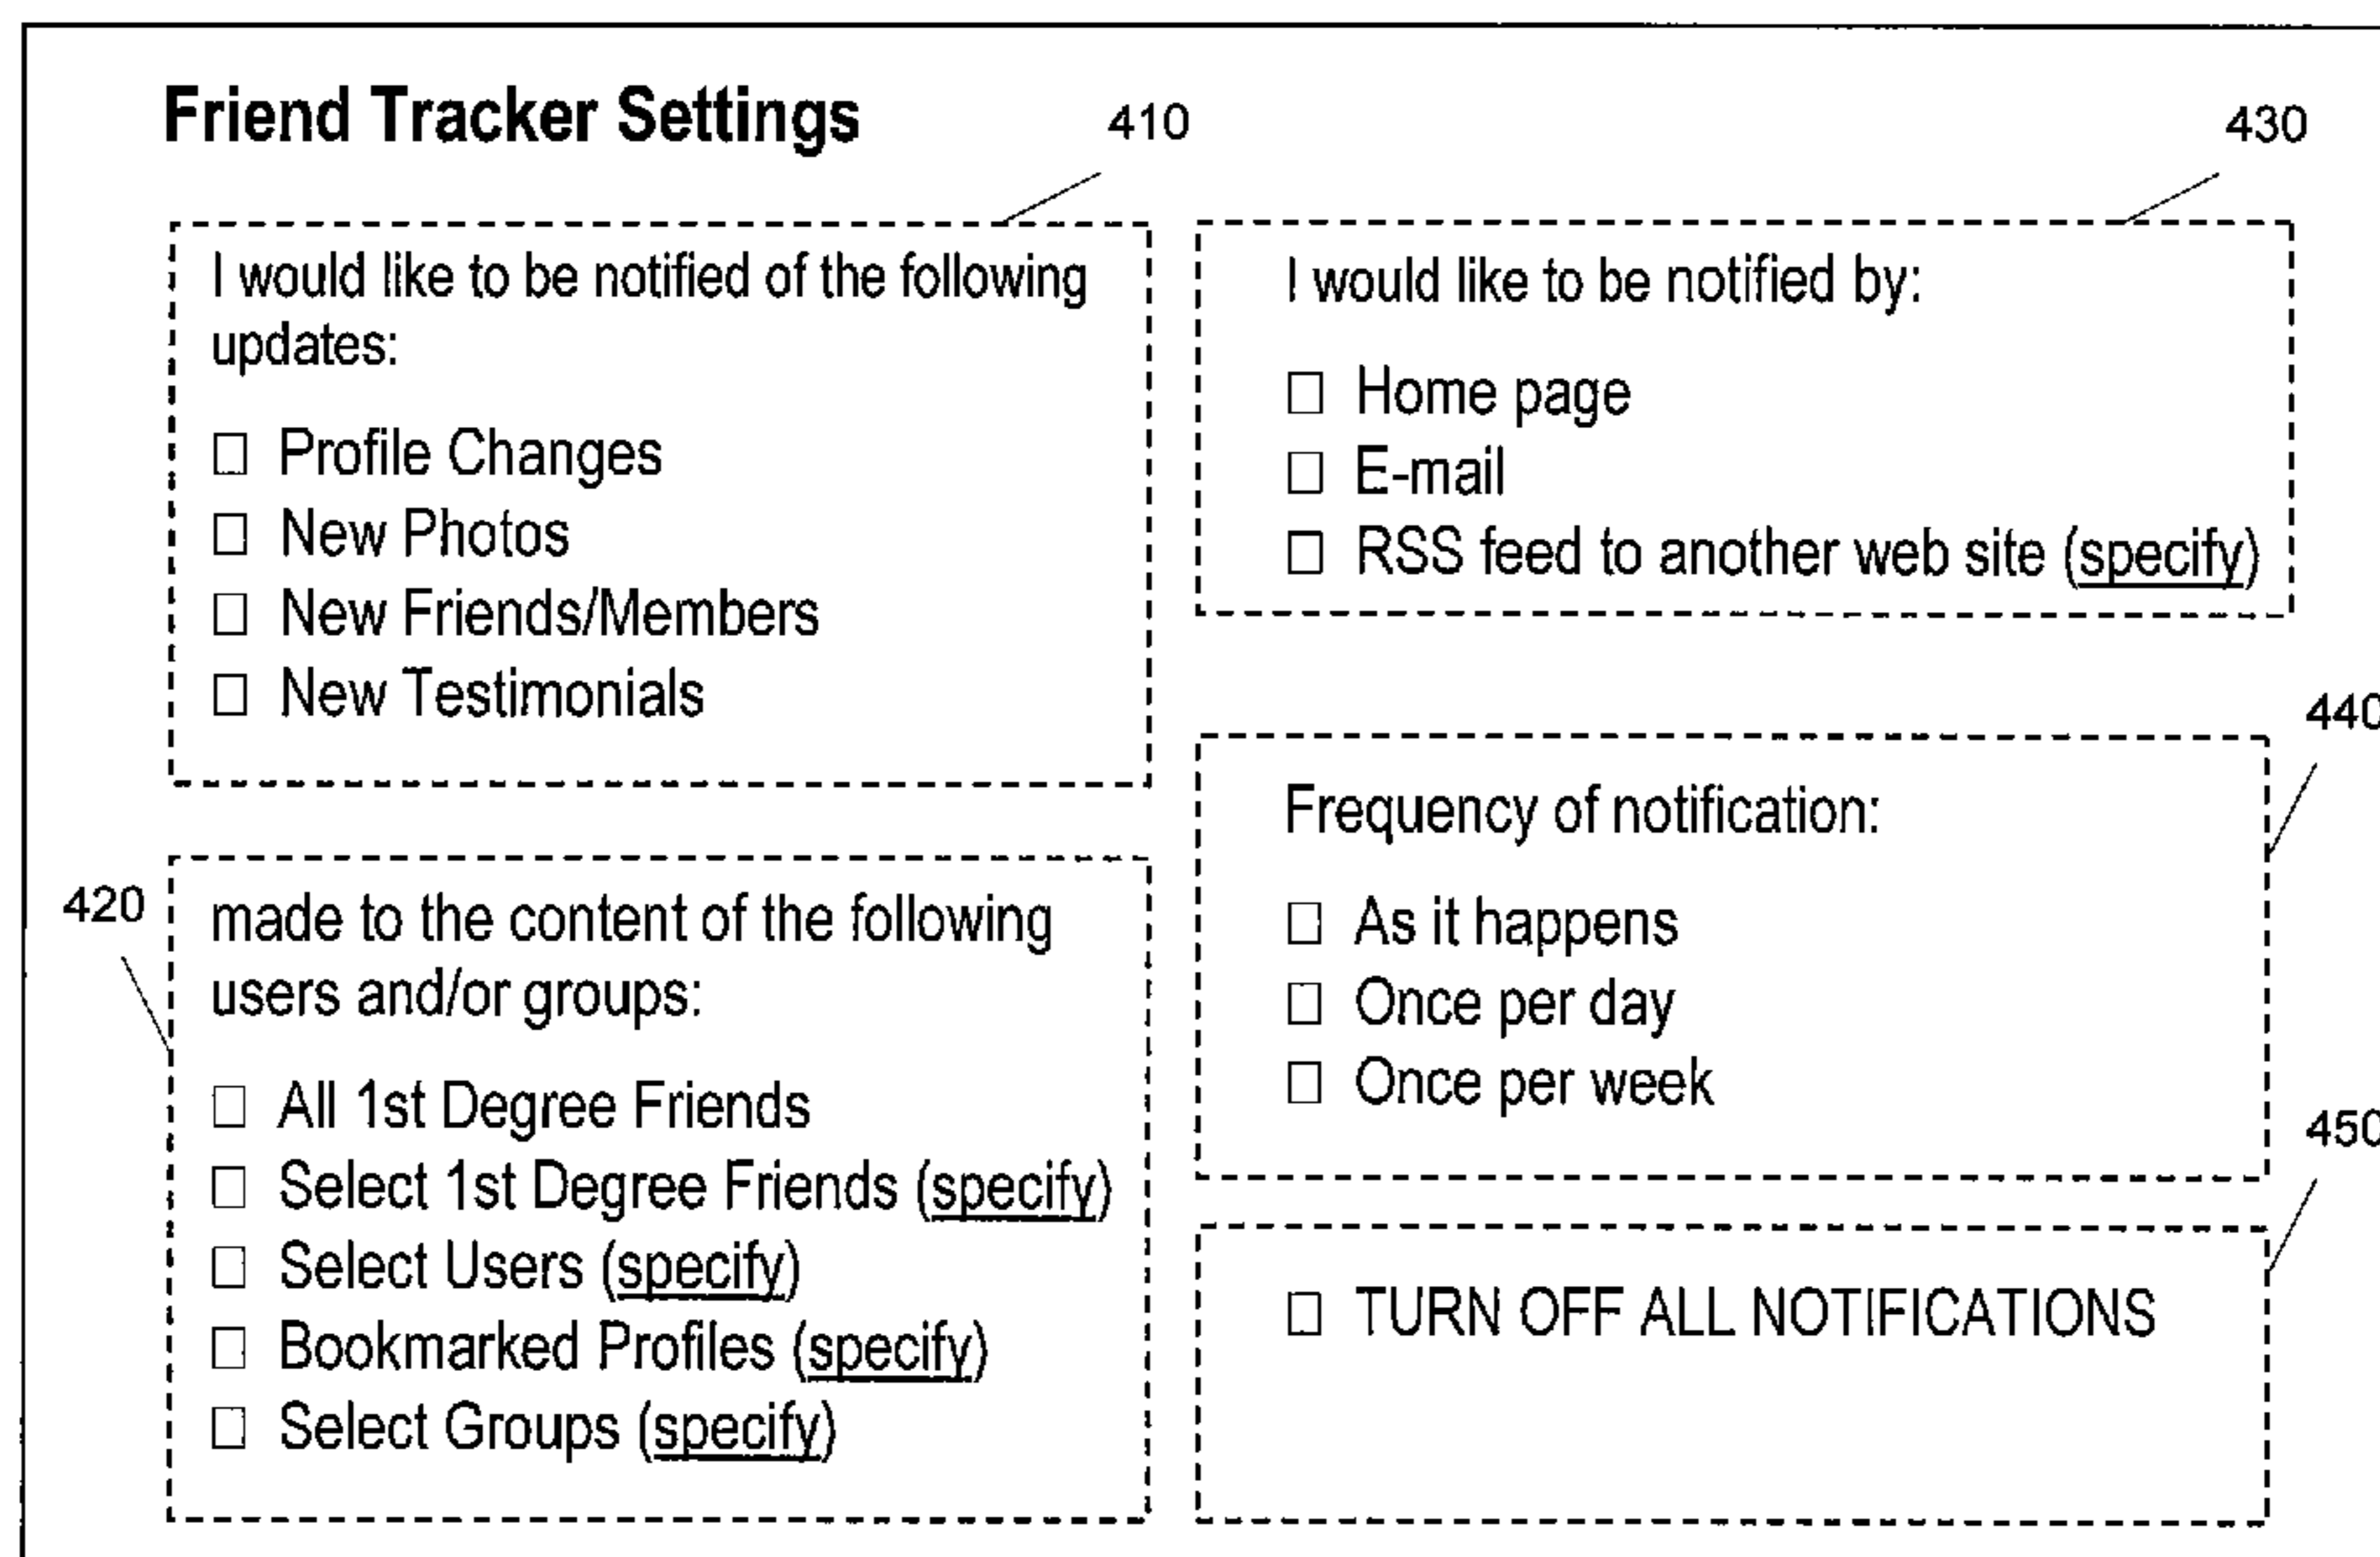 Friend Tracker Settings
410
I would like to be notified of the following
updates:
Profile Changes
New Photos
New Friends/Members
New Testimonials
420
made to the content of the following
users and/or groups:
All 1st Degree Friends
Select 1st Degree Friends (specify)
Select Users (specify)
Bookmarked Profiles (specify)
Select Groups (specify)
430
I would like to be notified by:
Home page
E-mail
RSS feed to another web site (specify)
440
Frequency of notification:
As it happens
Once per day
Once per week
450
TURN OFF ALL NOTIFICATIONS